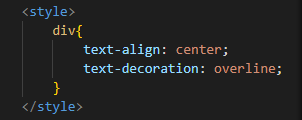 <style>
div{
text-align: center;
text-decoration: overline;
}
</style>